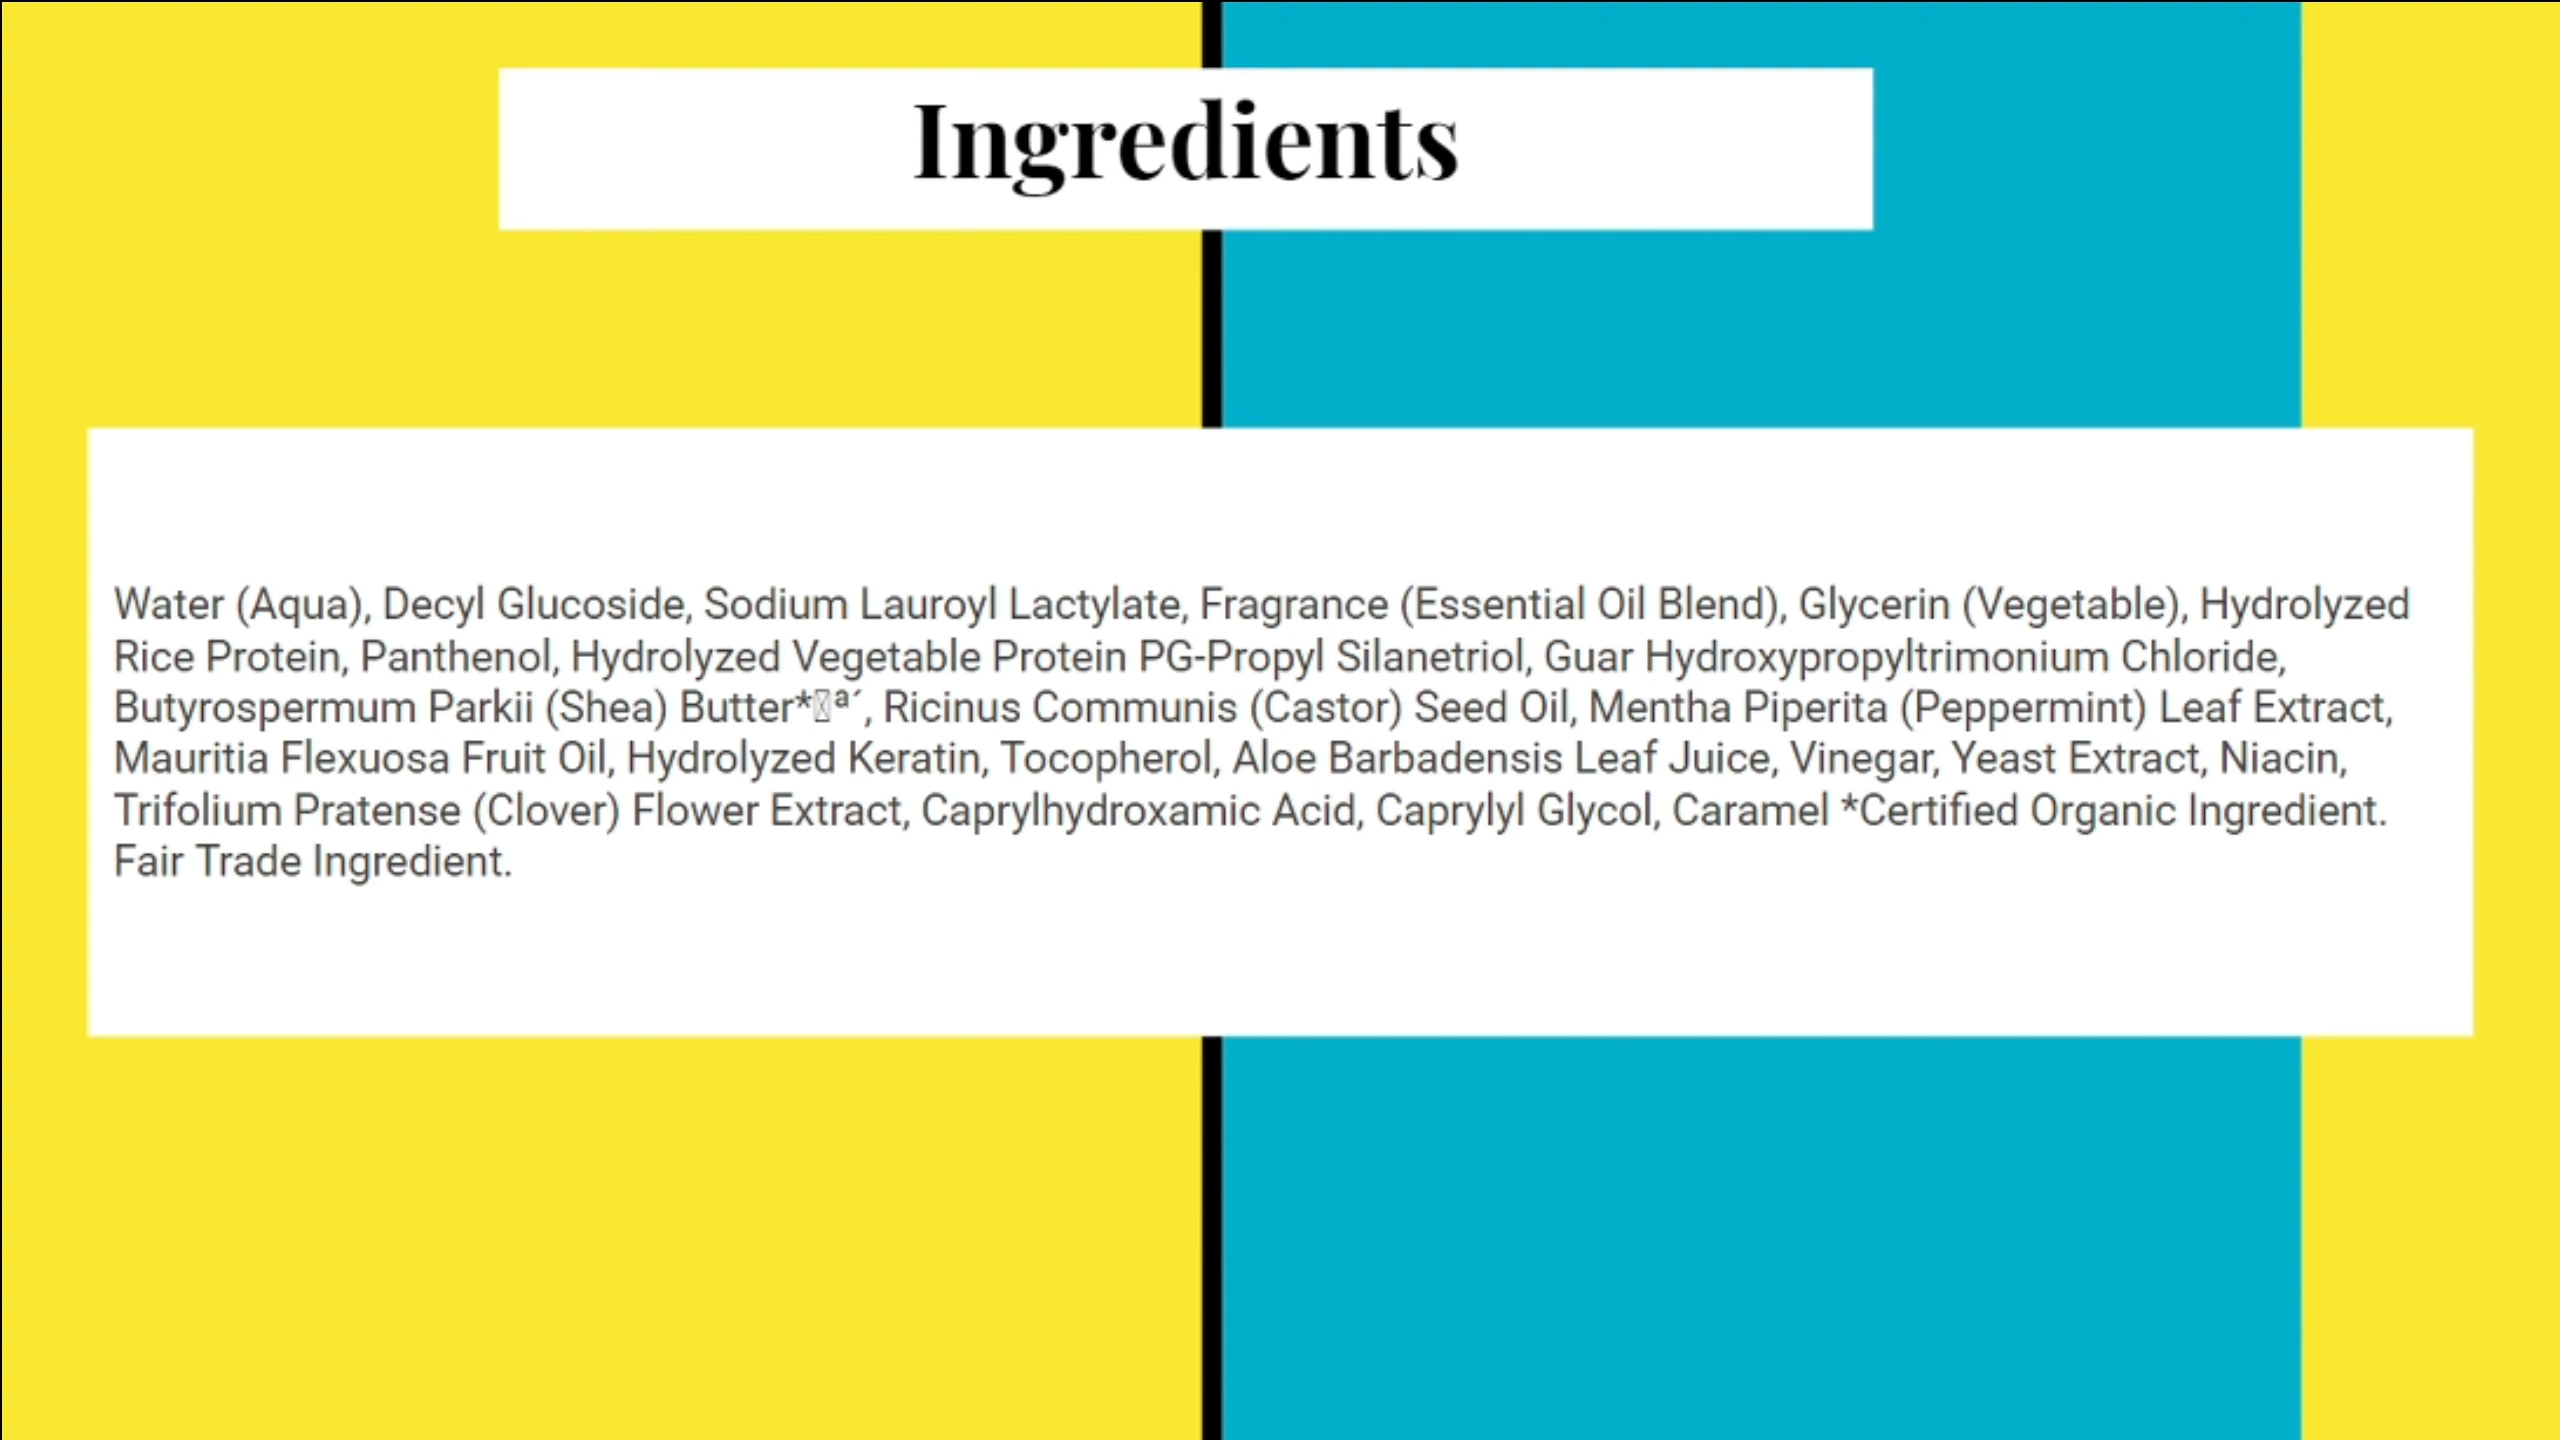 Ingredients
Water (Aqua), Decyl Glucoside, Sodium Lauroyl Lactylate, Fragrance (Essential Oil Blend), Glycerin (Vegetable), Hydrolyzed
Rice Protein, Panthenol, Hydrolyzed Vegetable Protein PG-Propyl Silanetriol, Guar Hydroxypropyltrimonium Chloride,
Butyrospermum Parkii (Shea) Butter*ª´, Ricinus Communis (Castor) Seed Oil, Mentha Piperita (Peppermint) Leaf Extract,
Mauritia Flexuosa Fruit Oil, Hydrolyzed Keratin, Tocopherol, Aloe Barbadensis Leaf Juice, Vinegar, Yeast Extract, Niacin,
Trifolium Pratense (Clover) Flower Extract, Caprylhydroxamic Acid, Caprylyl Glycol, Caramel *Certified Organic Ingredient.
Fair Trade Ingredient.